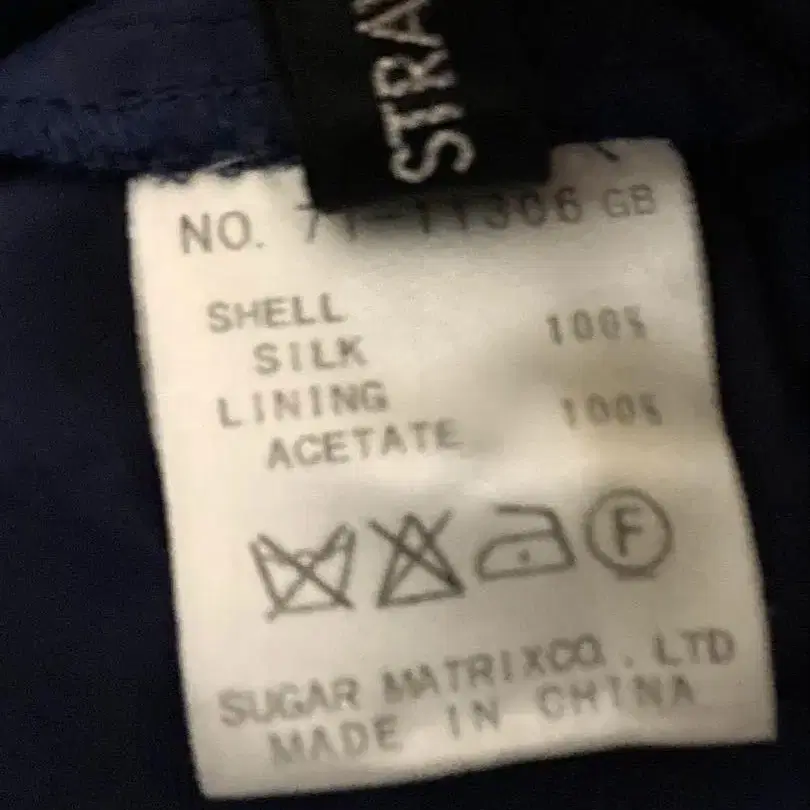 STRA
NO. 71-11306 GB
SHELL
SILK 100%
LINING
ACETATE 100%
F
SUGAR MATRIXCO.,LTD
MADE IN CHINA